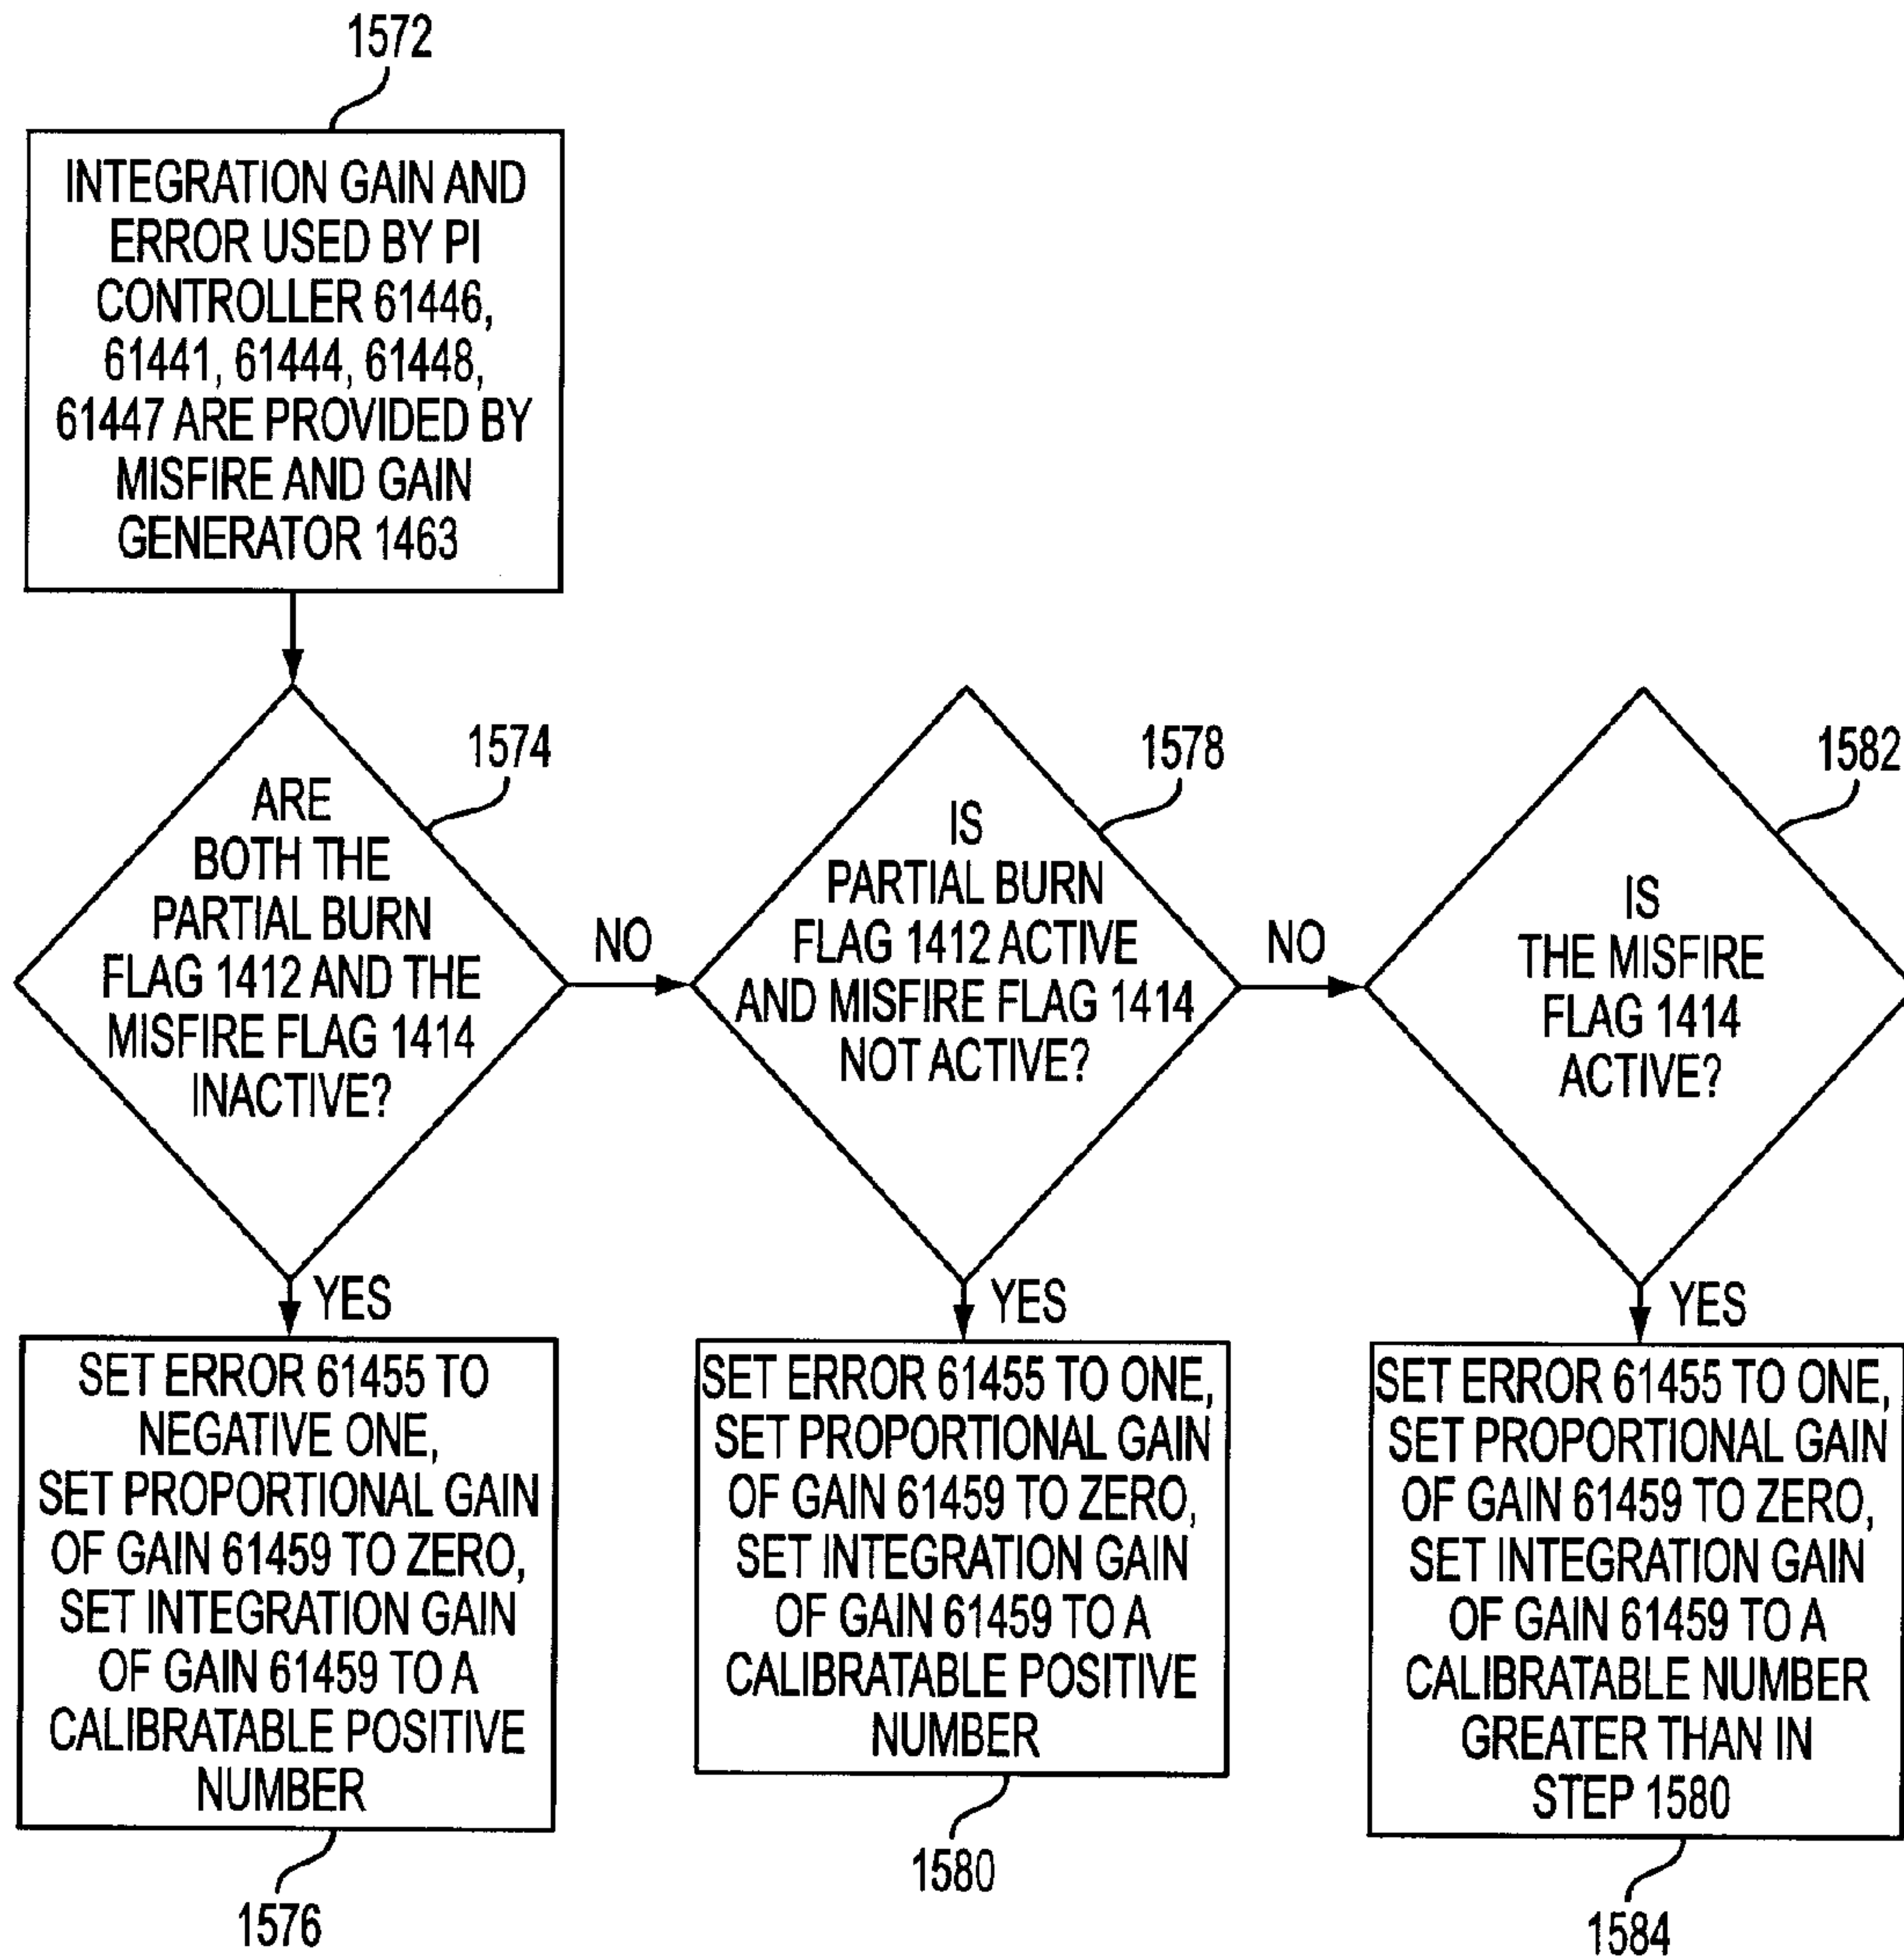 1572
INTEGRATION GAIN AND
ERROR USED BY PI
CONTROLLER 61446,
61441, 61444, 61448,
61447 ARE PROVIDED BY
MISFIRE AND GAIN
GENERATOR 1463
1574
ARE
BOTH THE
PARTIAL BURN
FLAG 1412 AND THE
MISFIRE FLAG 1414
INACTIVE?
NO
1578
IS
PARTIAL BURN
FLAG 1412 ACTIVE
AND MISFIRE FLAG 1414
NOT ACTIVE?
NO
1582
IS
THE MISFIRE
FLAG 1414
ACTIVE?
YES
SET ERROR 61455 TO
NEGATIVE ONE,
SET PROPORTIONAL GAIN
OF GAIN 61459 TO ZERO,
SET INTEGRATION GAIN
OF GAIN 61459 TO A
CALIBRATABLE POSITIVE
NUMBER
1576
YES
SET ERROR 61455 TO ONE,
SET PROPORTIONAL GAIN
OF GAIN 61459 TO ZERO,
SET INTEGRATION GAIN
OF GAIN 61459 TO A
CALIBRATABLE POSITIVE
NUMBER
1580
YES
SET ERROR 61455 TO ONE,
SET PROPORTIONAL GAIN
OF GAIN 61459 TO ZERO,
SET INTEGRATION GAIN
OF GAIN 61459 TO A
CALIBRATABLE NUMBER
GREATER THAN IN
STEP 1580
1584